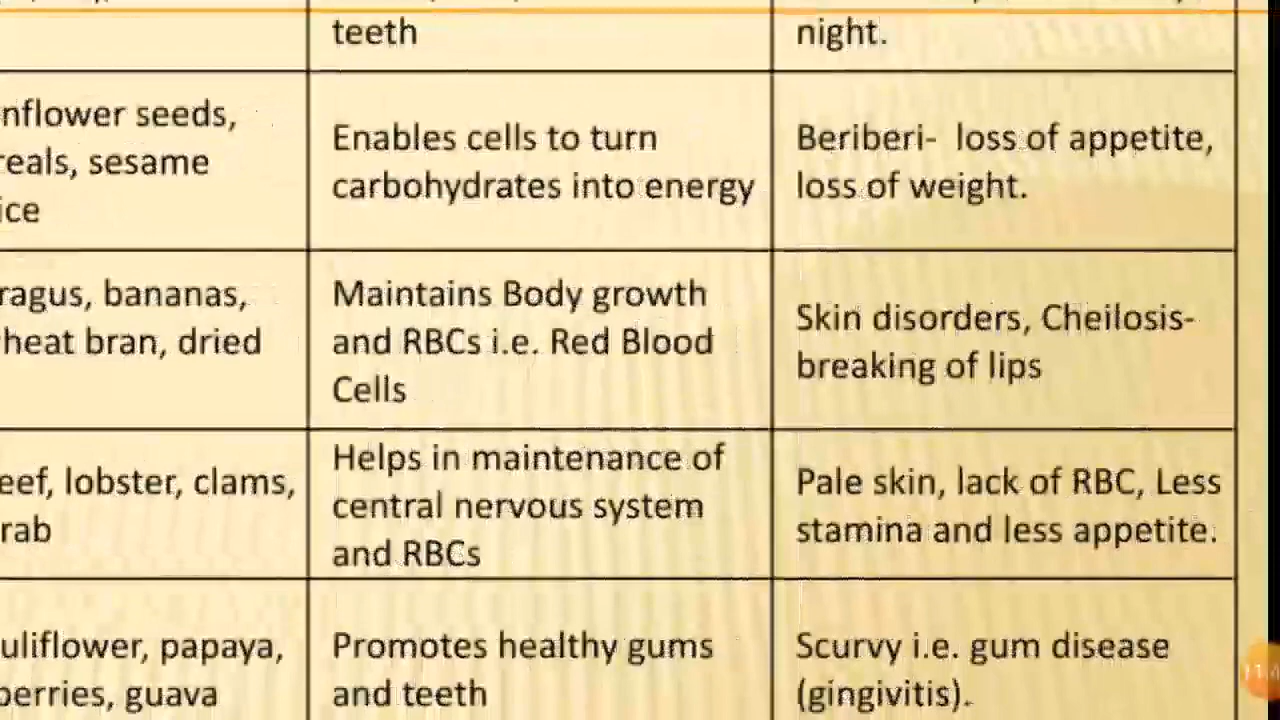 teeth
night.
nflower seeds,
reals, sesame
ice
Enables cells to turn
carbohydrates into energy
Beriberi-  loss of appetite,
loss of weight.
ragus, bananas,
heat bran, dried
Maintains Body growth
and RBCs i.e. Red Blood
Cells
Skin disorders, Cheilosis-
breaking of lips
eef, lobster, clams,
rab
Helps in maintenance of
central nervous system
and RBCs
Pale skin, lack of RBC, Less
stamina and less appetite.
uliflower, papaya,
berries, guava
Promotes healthy gums
and teeth
Scurvy i.e. gum disease
(gingivitis).